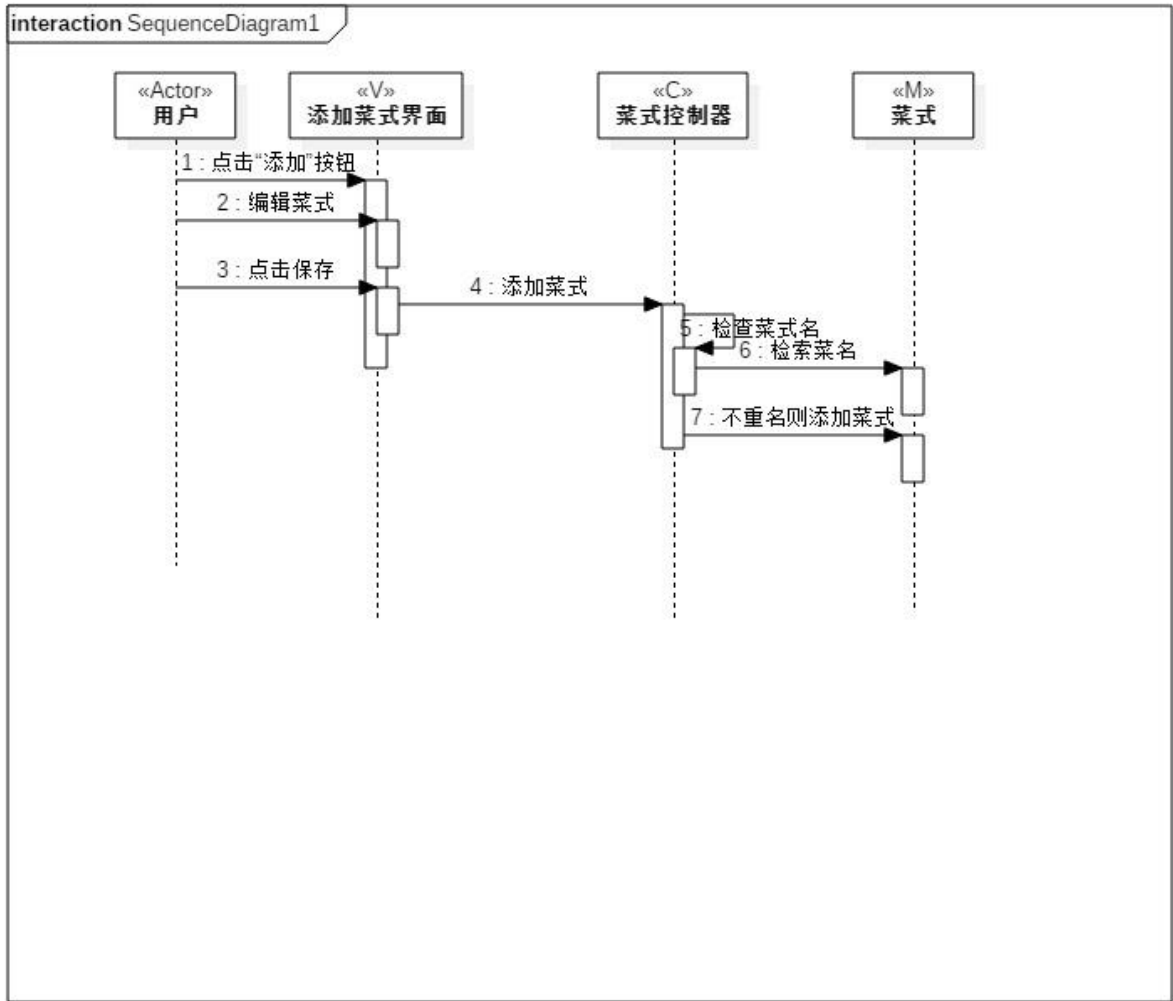 interaction SequenceDiagram1
«Actor»
用户
«V»
添加菜式界面
«C»
菜式控制器
«M»
菜式
1 : 点击“添加”按钮
2 : 编辑菜式
3 : 点击保存
4 : 添加菜式
5 : 检查菜式名
6 : 检索菜名
7 : 不重名则添加菜式